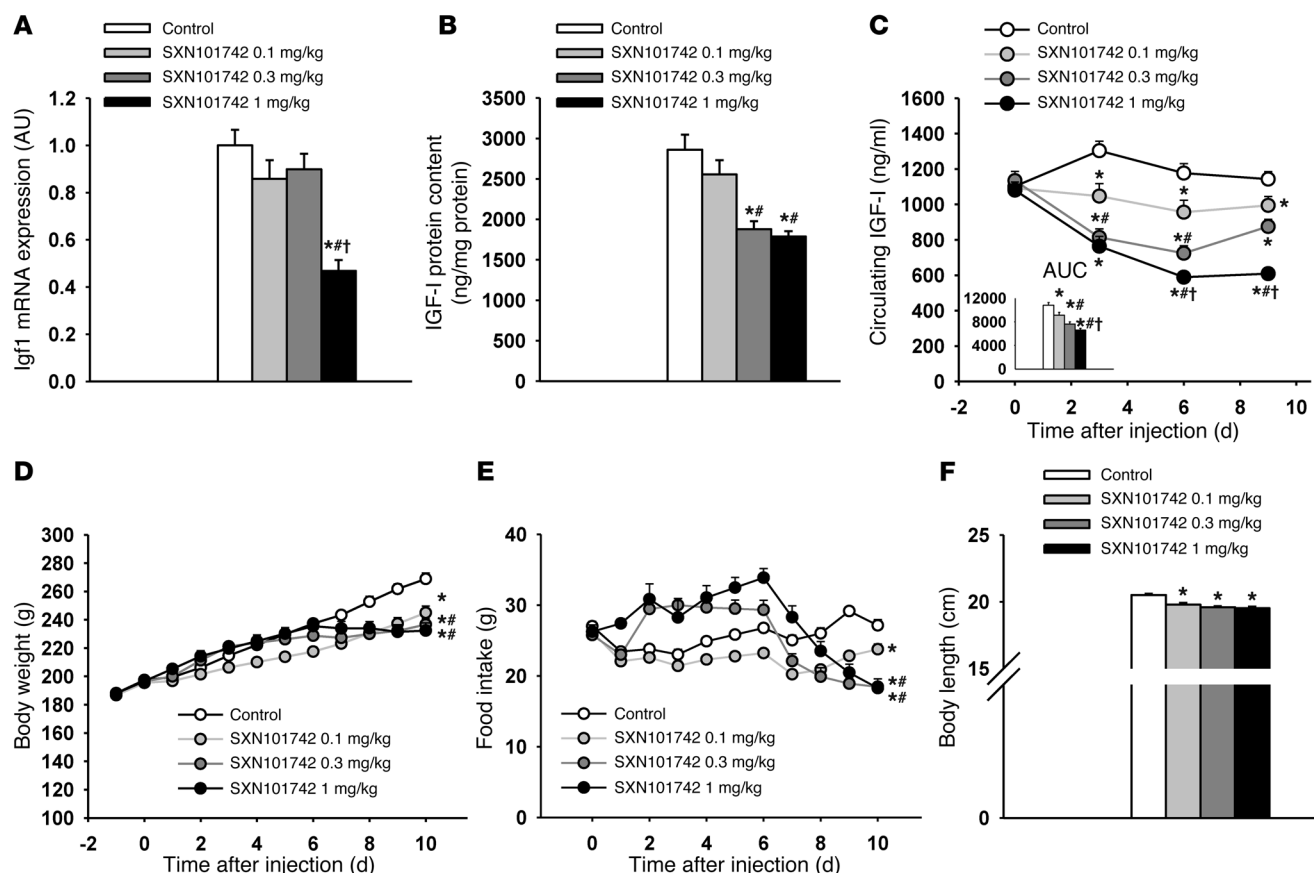 A
Control
SXN101742 0.1 mg/kg
SXN101742 0.3 mg/kg
SXN101742 1 mg/kg
Igf1 mRNA expression (AU)
1.2
1.0
0.8
0.6
0.4
0.2
0.0
*#†
B
Control
SXN101742 0.1 mg/kg
SXN101742 0.3 mg/kg
SXN101742 1 mg/kg
IGF-I protein content
(ng/mg protein)
3500
3000
2500
2000
1500
1000
500
0
*# *#
C
Control
SXN101742 0.1 mg/kg
SXN101742 0.3 mg/kg
SXN101742 1 mg/kg
Circulating IGF-I (ng/ml)
1600
1400
1200
1000
800
600
400
200
0
* *
*
*# *#
*
*
*#† *#†
AUC
12000
8000
4000
0
*
*#
*#†
-2 0 2 4 6 8 10
Time after injection (d)
D
Body weight (g)
300
280
260
240
220
200
180
160
140
120
100
*
*#
*#
Control
SXN101742 0.1 mg/kg
SXN101742 0.3 mg/kg
SXN101742 1 mg/kg
-2 0 2 4 6 8 10
Time after injection (d)
E
Food intake (g)
40
30
20
10
0
*
*#
*#
Control
SXN101742 0.1 mg/kg
SXN101742 0.3 mg/kg
SXN101742 1 mg/kg
0 2 4 6 8 10
Time after injection (d)
F
Control
SXN101742 0.1 mg/kg
SXN101742 0.3 mg/kg
SXN101742 1 mg/kg
Body length (cm)
25
20
15
0
* * *